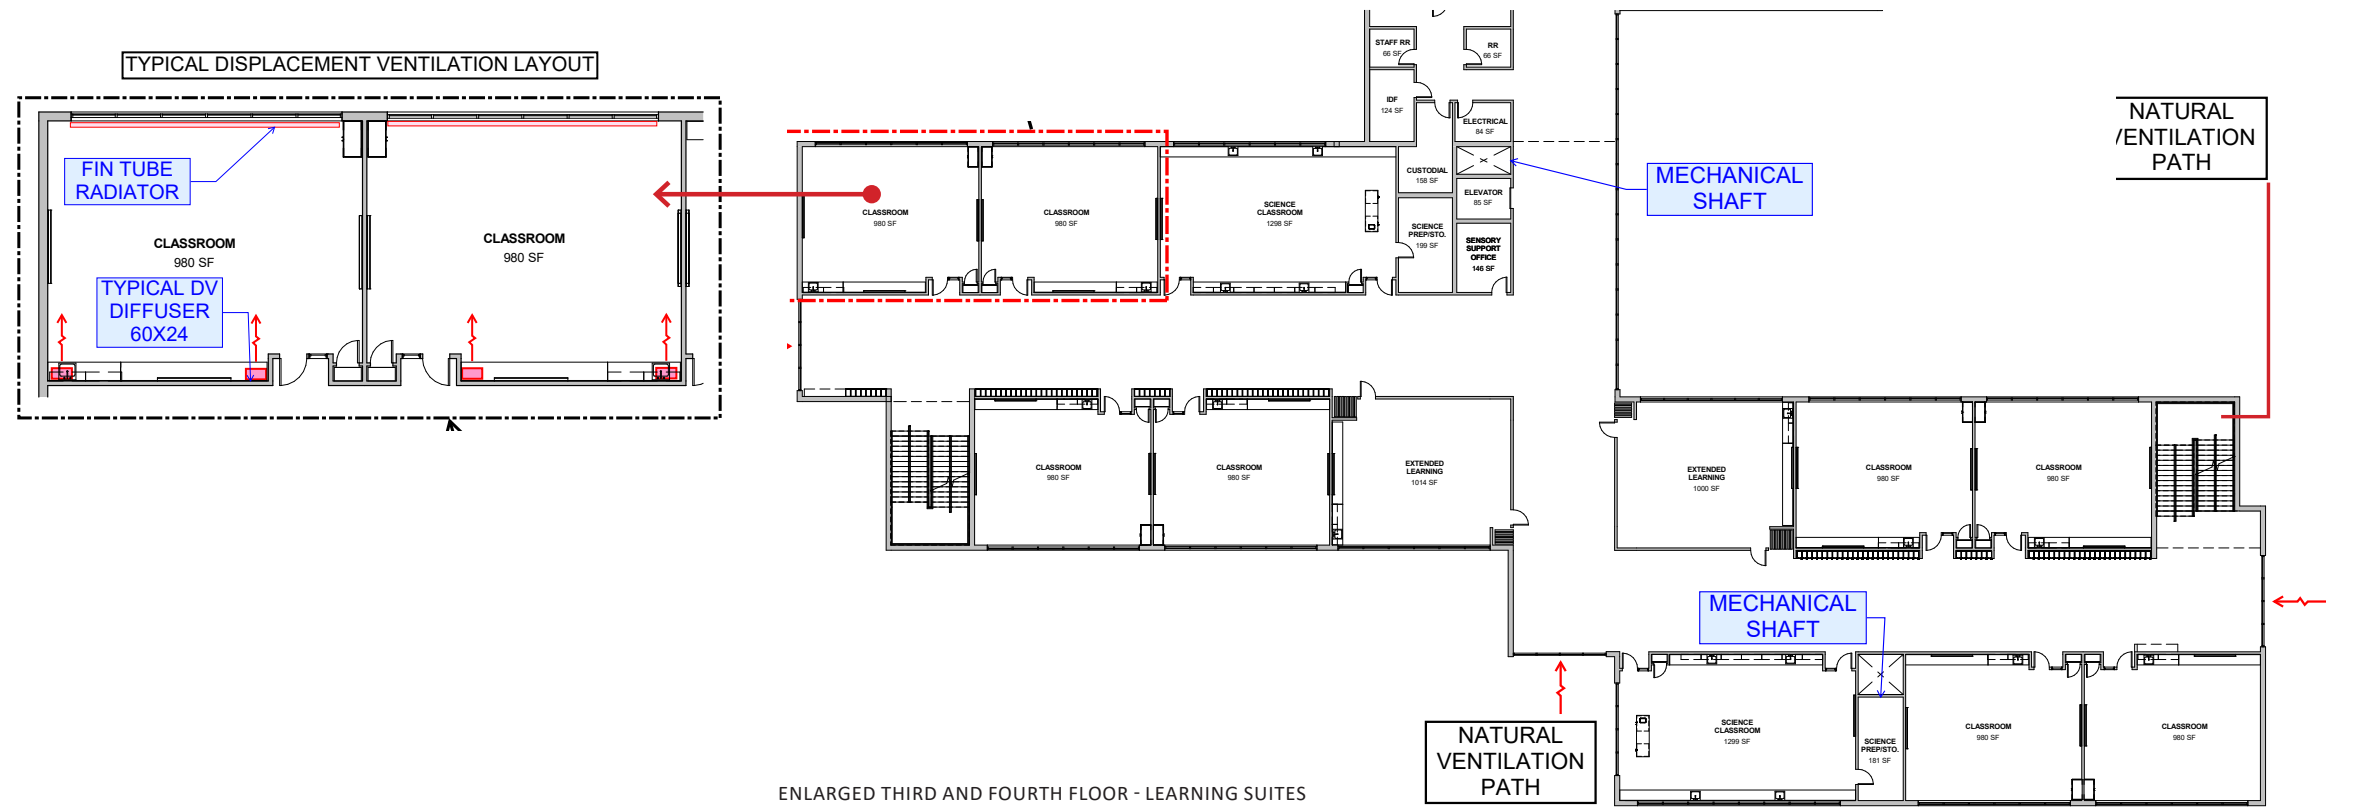 TYPICAL DISPLACEMENT VENTILATION LAYOUT
FIN TUBE
RADIATOR
CLASSROOM
980 SF
CLASSROOM
980 SF
TYPICAL DV
DIFFUSER
60X24
STAFF RR
66 SF
RR
66 SF
IDF
124 SF
ELECTRICAL
84 SF
CUSTODIAL
158 SF
ELEVATOR
85 SF
CLASSROOM
980 SF
CLASSROOM
980 SF
SCIENCE
CLASSROOM
1298 SF
SCIENCE
PREP/STO.
199 SF
SENSORY
SUPPORT
OFFICE
146 SF
MECHANICAL
SHAFT
NATURAL
VENTILATION
PATH
CLASSROOM
980 SF
CLASSROOM
980 SF
EXTENDED
LEARNING
1014 SF
EXTENDED
LEARNING
1000 SF
CLASSROOM
980 SF
CLASSROOM
980 SF
MECHANICAL
SHAFT
NATURAL
VENTILATION
PATH
SCIENCE
CLASSROOM
1299 SF
SCIENCE
PREP/STO.
181 SF
CLASSROOM
980 SF
CLASSROOM
980 SF
ENLARGED THIRD AND FOURTH FLOOR - LEARNING SUITES